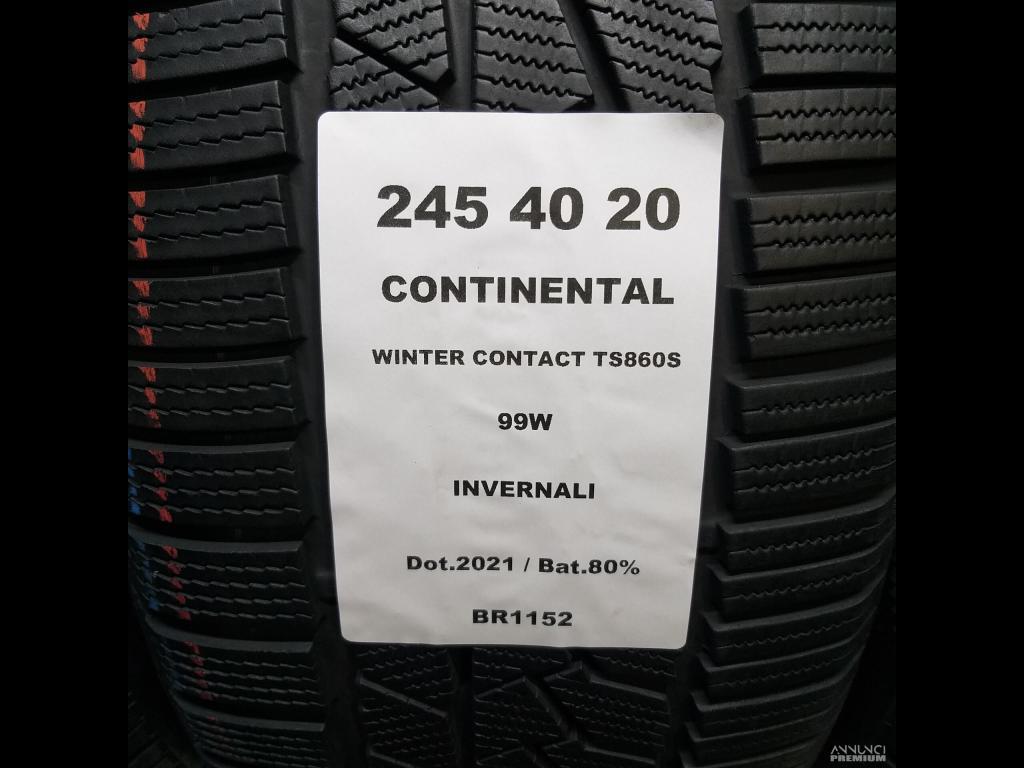 245 40 20
CONTINENTAL
WINTER CONTACT TS860S
99W
INVERNALI
Dot.2021 / Bat.80%
BR1152
ANNUNCI
PREMIUM